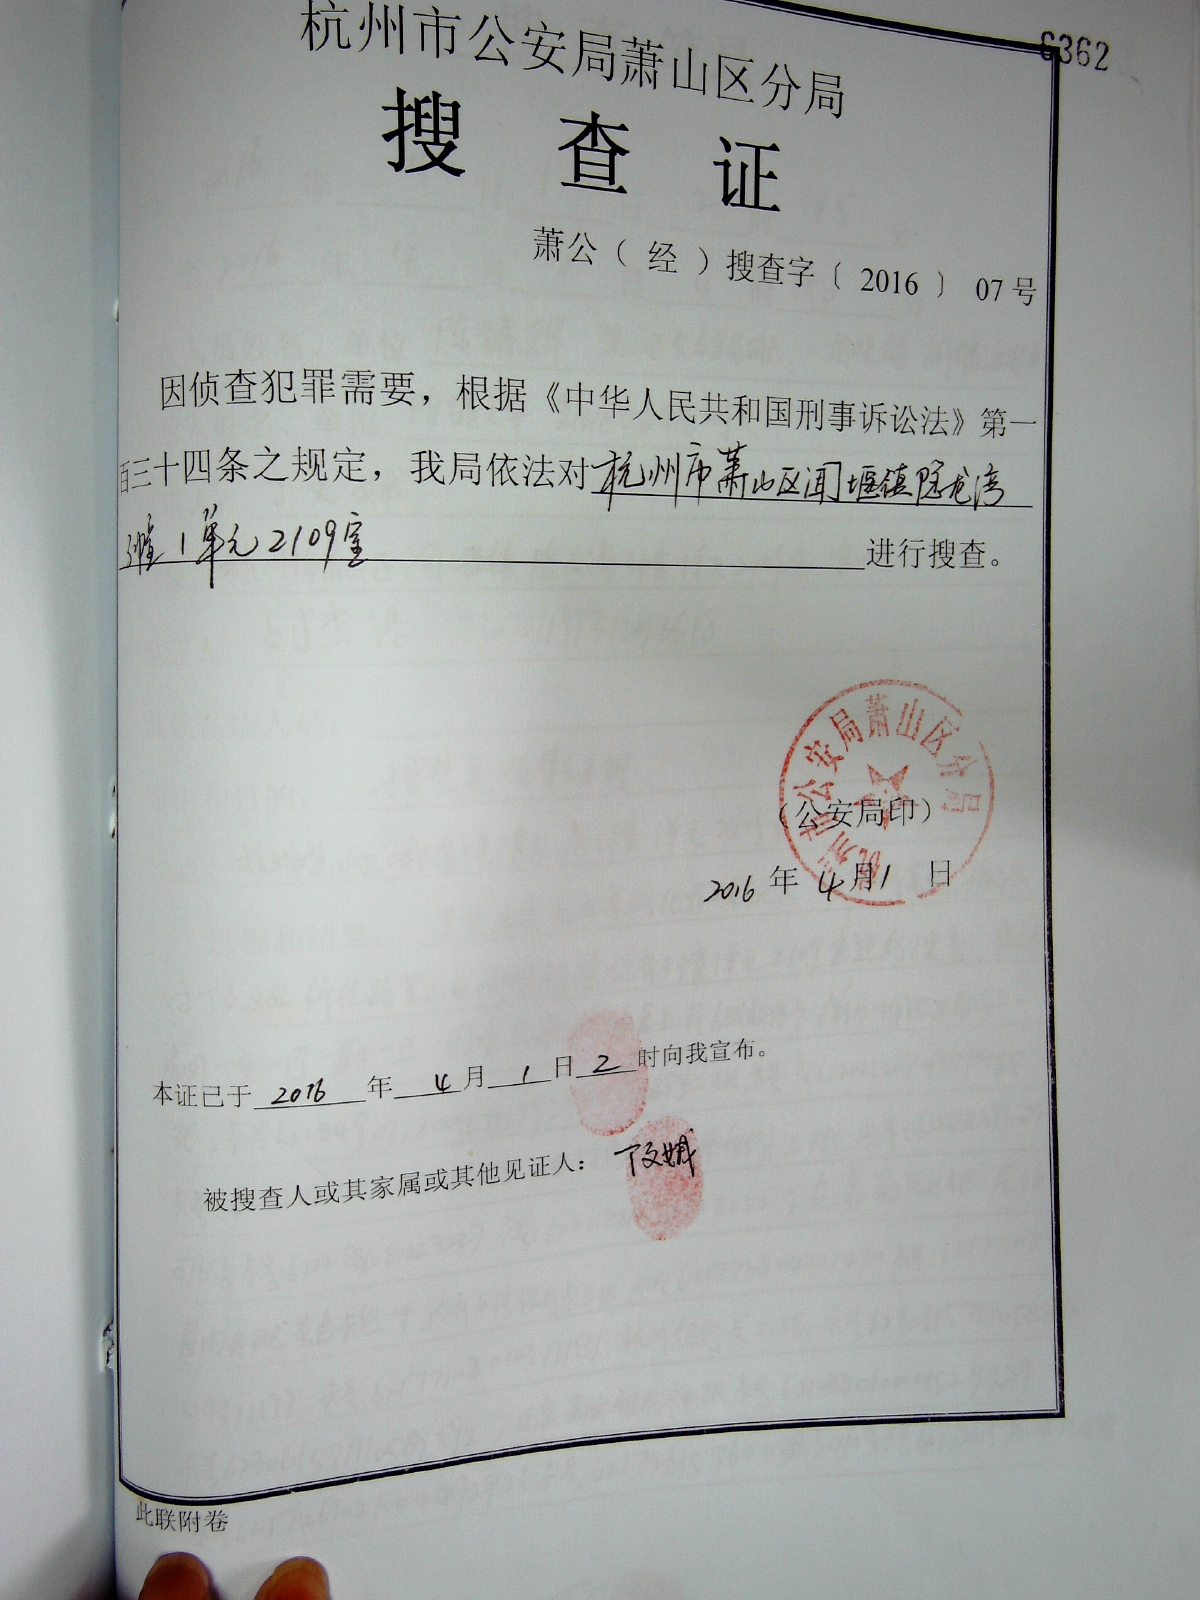 6362
杭州市公安局萧山区分局
搜查证
萧公（经）搜查字〔2016〕07号
因侦查犯罪需要，根据《中华人民共和国刑事诉讼法》第一
百三十四条之规定，我局依法对杭州市萧山区闻堰镇 龙湾
1单元2109室 进行搜查。
杭州市公安局萧山区分局
（公安局印）
2016年4月1日
本证已于2016年4月1日2时向我宣布。
被搜查人或其家属或其他见证人：
此联附卷